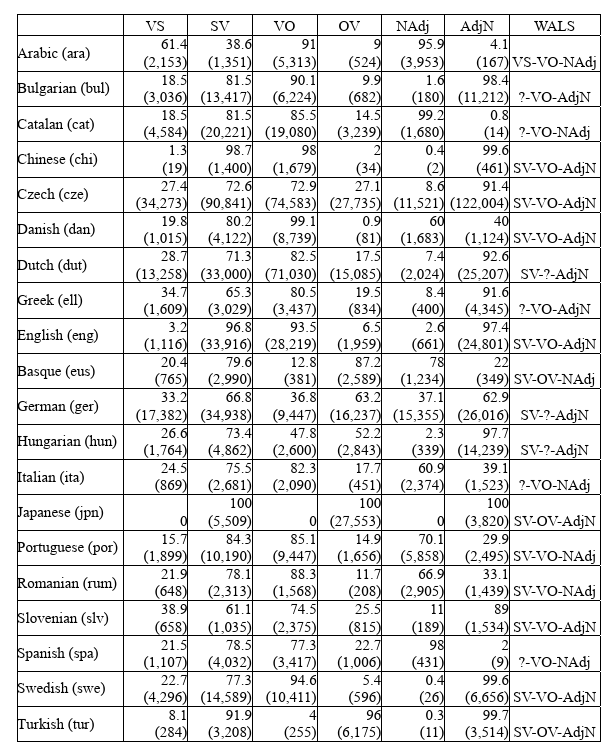 VS SV VO OV NAdj AdjN WALS
Arabic (ara) 61.4 38.6 91 9 95.9 4.1
(2,153) (1,351) (5,313) (524) (3,953) (167) VS-VO-NAdj
Bulgarian (bul) 18.5 81.5 90.1 9.9 1.6 98.4
(3,036) (13,417) (6,224) (682) (180) (11,212) ?-VO-AdjN
Catalan (cat) 18.5 81.5 85.5 14.5 99.2 0.8
(4,584) (20,221) (19,080) (3,239) (1,680) (14) ?-VO-NAdj
Chinese (chi) 1.3 98.7 98 2 0.4 99.6
(19) (1,400) (1,679) (34) (2) (461) SV-VO-AdjN
Czech (cze) 27.4 72.6 72.9 27.1 8.6 91.4
(34,273) (90,841) (74,583) (27,735) (11,521) (122,004) SV-VO-AdjN
Danish (dan) 19.8 80.2 99.1 0.9 60 40
(1,015) (4,122) (8,739) (81) (1,683) (1,124) SV-VO-AdjN
Dutch (dut) 28.7 71.3 82.5 17.5 7.4 92.6
(13,258) (33,000) (71,030) (15,085) (2,024) (25,207) SV-?-AdjN
Greek (ell) 34.7 65.3 80.5 19.5 8.4 91.6
(1,609) (3,029) (3,437) (834) (400) (4,345) ?-VO-AdjN
English (eng) 3.2 96.8 93.5 6.5 2.6 97.4
(1,116) (33,916) (28,219) (1,959) (661) (24,801) SV-VO-AdjN
Basque (eus) 20.4 79.6 12.8 87.2 78 22
(765) (2,990) (381) (2,589) (1,234) (349) SV-OV-NAdj
German (ger) 33.2 66.8 36.8 63.2 37.1 62.9
(17,382) (34,938) (9,447) (16,237) (15,355) (26,016) SV-?-AdjN
Hungarian (hun) 26.6 73.4 47.8 52.2 2.3 97.7
(1,764) (4,862) (2,600) (2,843) (339) (14,239) SV-?-AdjN
Italian (ita) 24.5 75.5 82.3 17.7 60.9 39.1
(869) (2,681) (2,090) (451) (2,374) (1,523) ?-VO-NAdj
Japanese (jpn) 100 100 100
0 (5,509) 0 (27,553) 0 (3,820) SV-OV-AdjN
Portuguese (por) 15.7 84.3 85.1 14.9 70.1 29.9
(1,899) (10,190) (9,447) (1,656) (5,858) (2,495) SV-VO-NAdj
Romanian (rum) 21.9 78.1 88.3 11.7 66.9 33.1
(648) (2,313) (1,568) (208) (2,905) (1,439) SV-VO-NAdj
Slovenian (slv) 38.9 61.1 74.5 25.5 11 89
(658) (1,035) (2,375) (815) (189) (1,534) SV-VO-AdjN
Spanish (spa) 21.5 78.5 77.3 22.7 98 2
(1,107) (4,032) (3,417) (1,006) (431) (9) ?-VO-NAdj
Swedish (swe) 22.7 77.3 94.6 5.4 0.4 99.6
(4,296) (14,589) (10,411) (596) (26) (6,656) SV-VO-AdjN
Turkish (tur) 8.1 91.9 4 96 0.3 99.7
(284) (3,208) (255) (6,175) (11) (3,514) SV-OV-AdjN